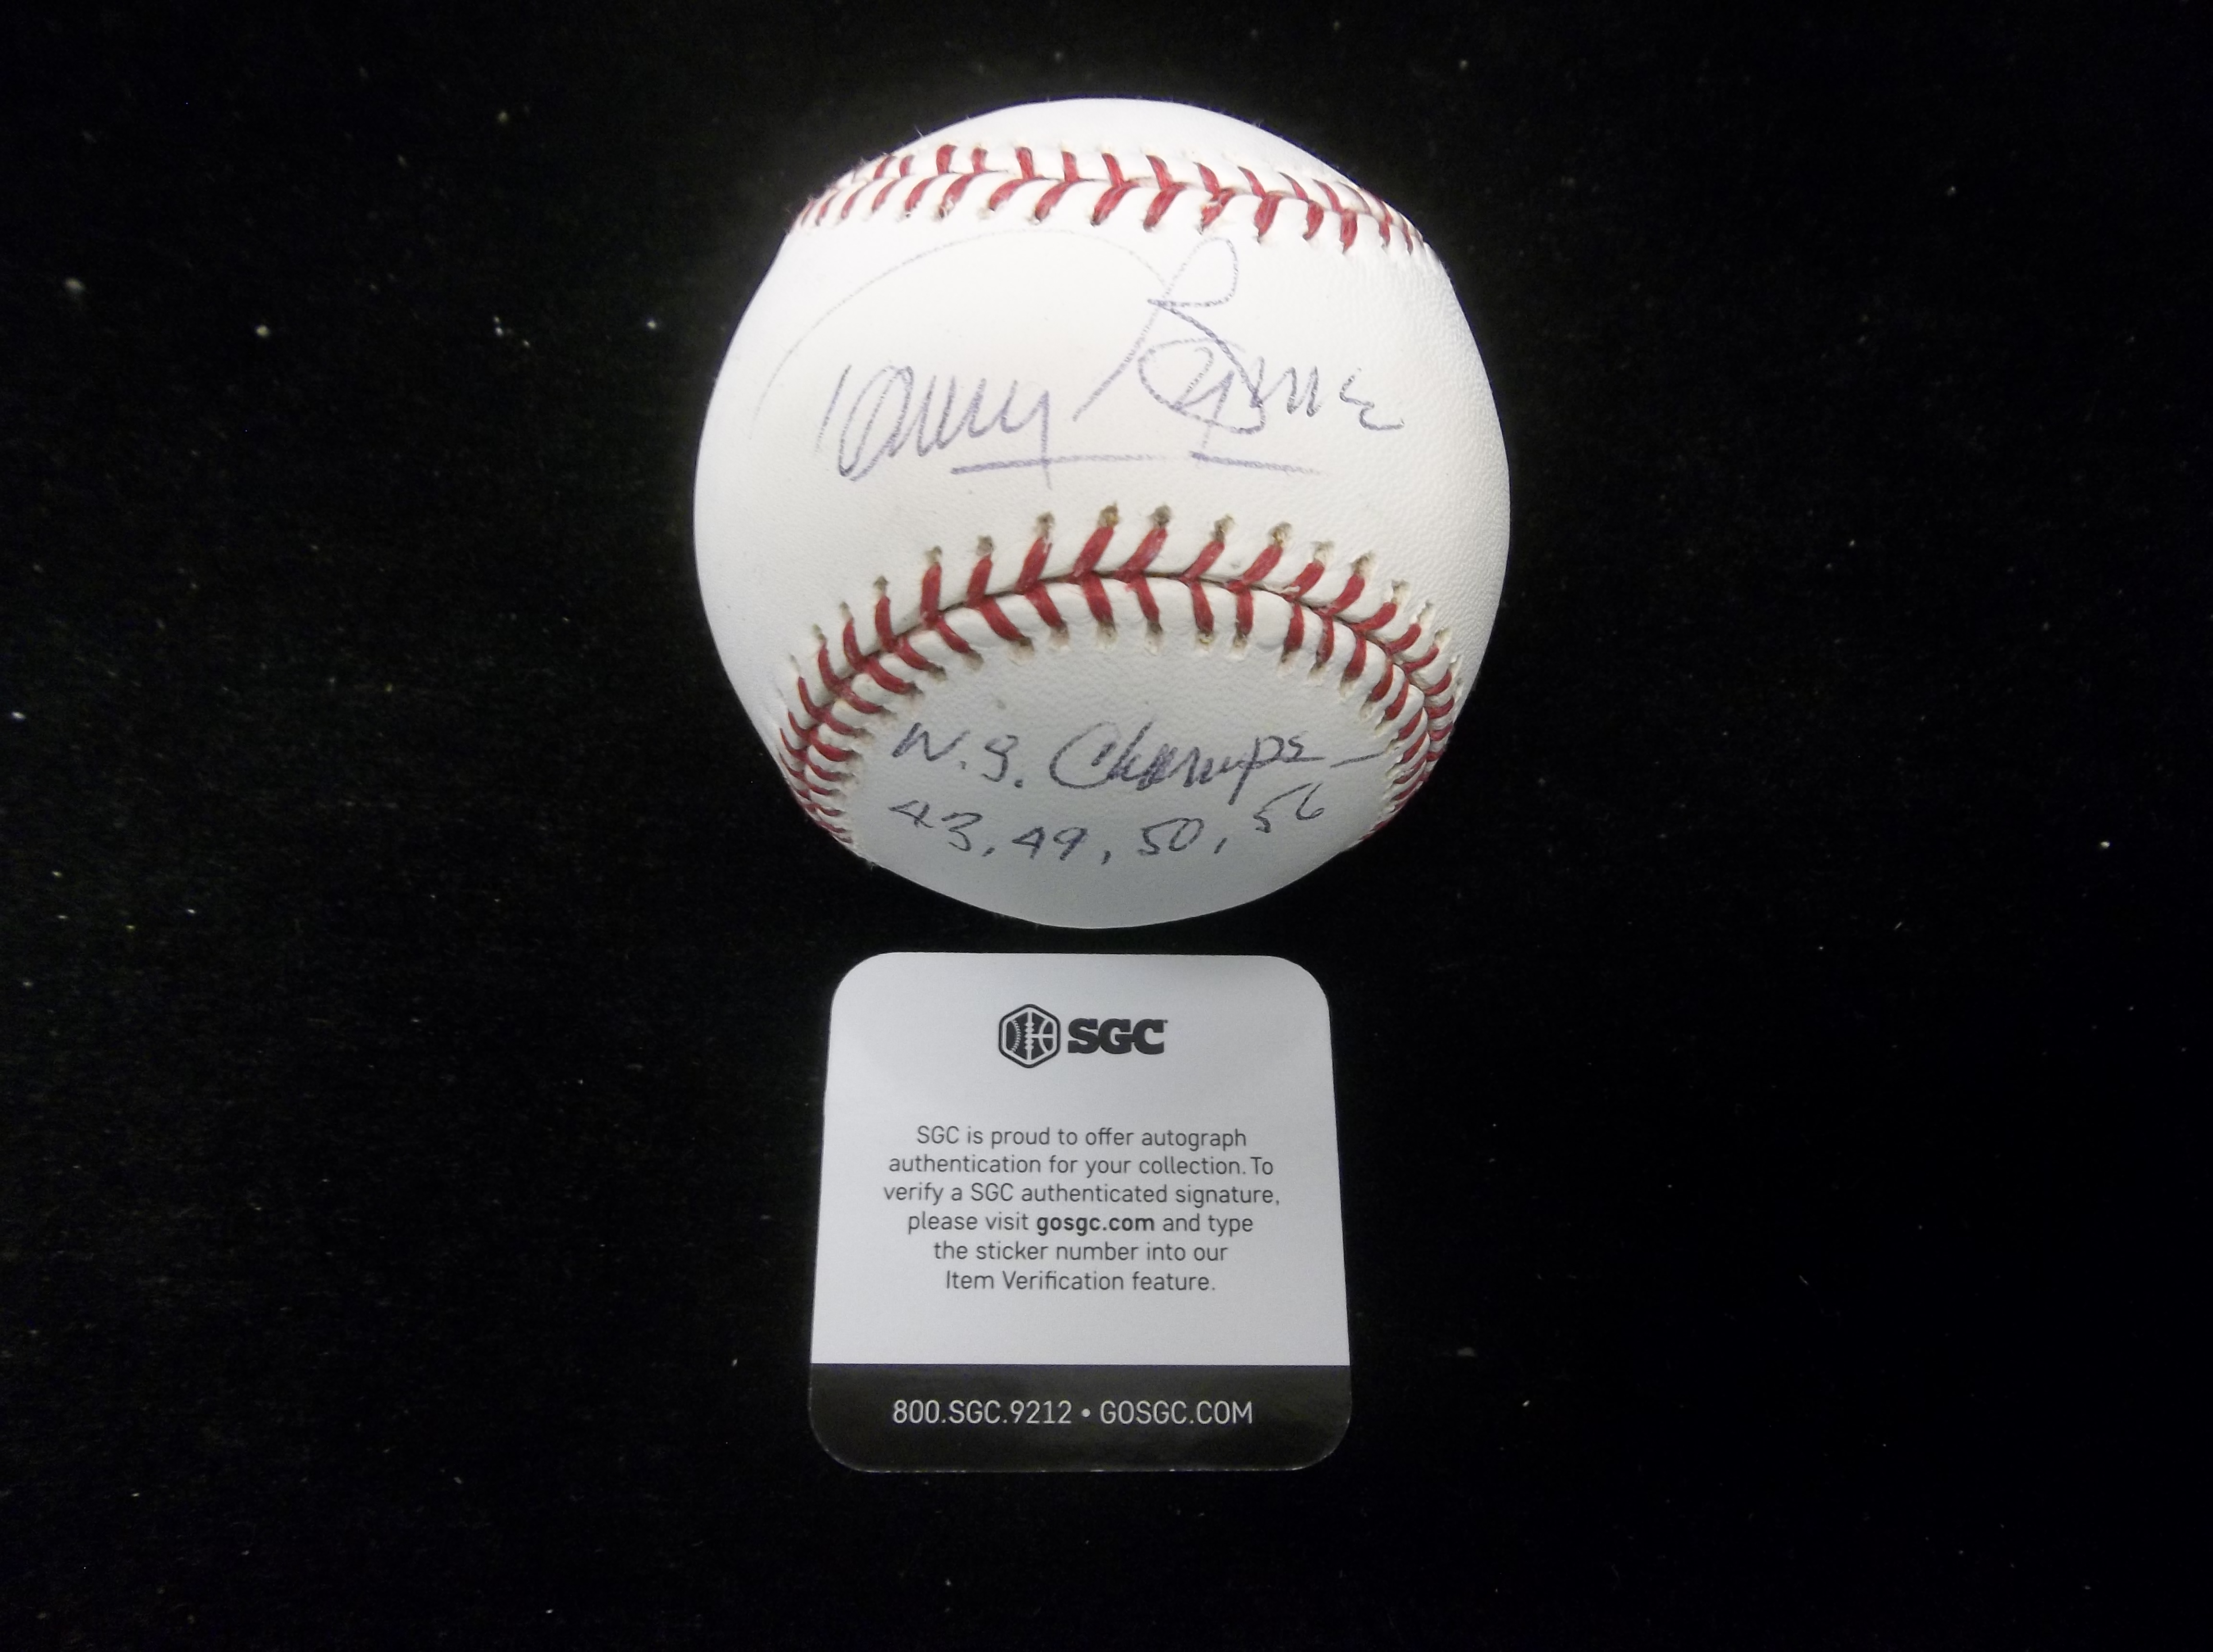 Tommy Byrne
W.S. Champs -
43, 49, 50, 56
SGC
SGC is proud to offer autograph
authentication for your collection. To
verify a SGC authenticated signature,
please visit gosgc.com and type
the sticker number into our
Item Verification feature.
800.SGC.9212 • GOSGC.COM